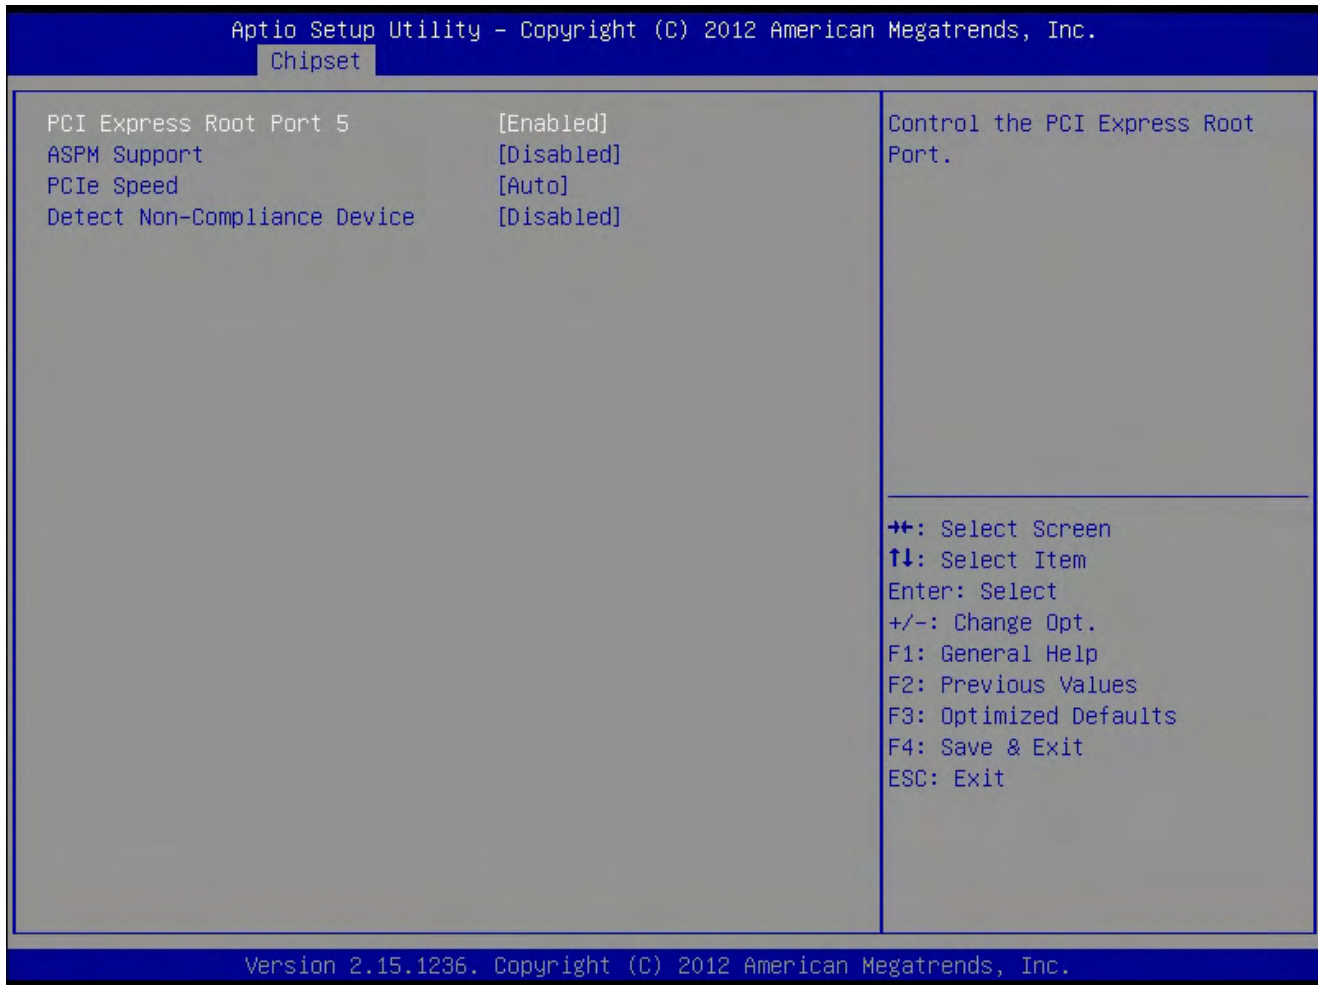 Aptio Setup Utility – Copyright (C) 2012 American Megatrends, Inc.
Chipset
PCI Express Root Port 5 [Enabled]
ASPM Support [Disabled]
PCIe Speed [Auto]
Detect Non-Compliance Device [Disabled]
Control the PCI Express Root
Port.
→←: Select Screen
↑↓: Select Item
Enter: Select
+/-: Change Opt.
F1: General Help
F2: Previous Values
F3: Optimized Defaults
F4: Save & Exit
ESC: Exit
Version 2.15.1236. Copyright (C) 2012 American Megatrends, Inc.